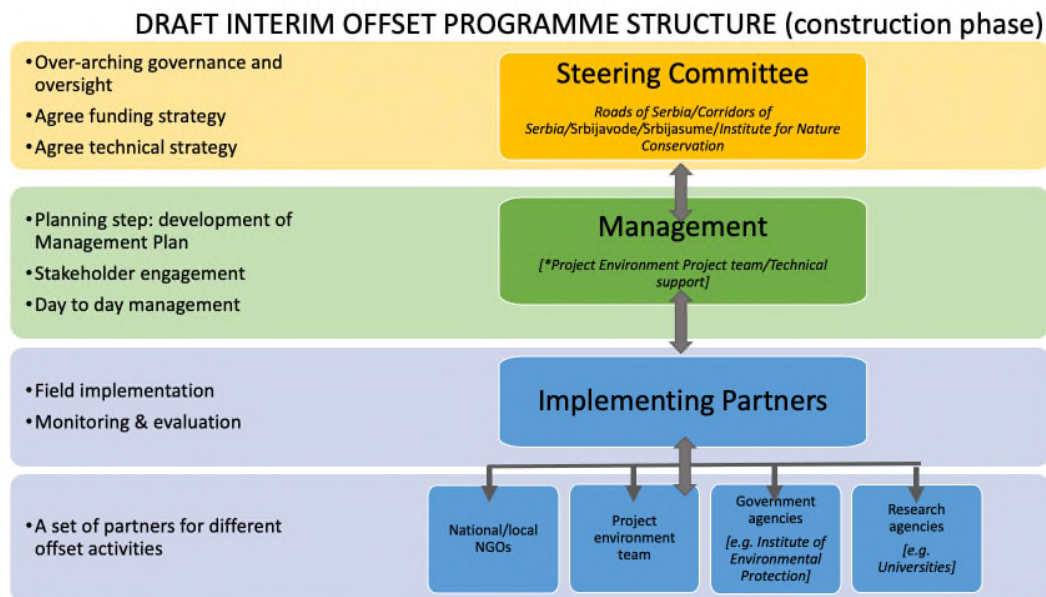 DRAFT INTERIM OFFSET PROGRAMME STRUCTURE (construction phase)
•Over-arching governance and
oversight
•Agree funding strategy
•Agree technical strategy
Steering Committee
Roads of Serbia/Corridors of
Serbia/Srbijavode/Srbijasume/Institute for Nature
Conservation
•Planning step: development of
Management Plan
•Stakeholder engagement
•Day to day management
Management
[*Project Environment Project team/Technical
support]
•Field implementation
•Monitoring & evaluation
Implementing Partners
•A set of partners for different
offset activities
National/local
NGOs
Project
environment
team
Government
agencies
[e.g. Institute of
Environmental
Protection]
Research
agencies
[e.g.
Universities]